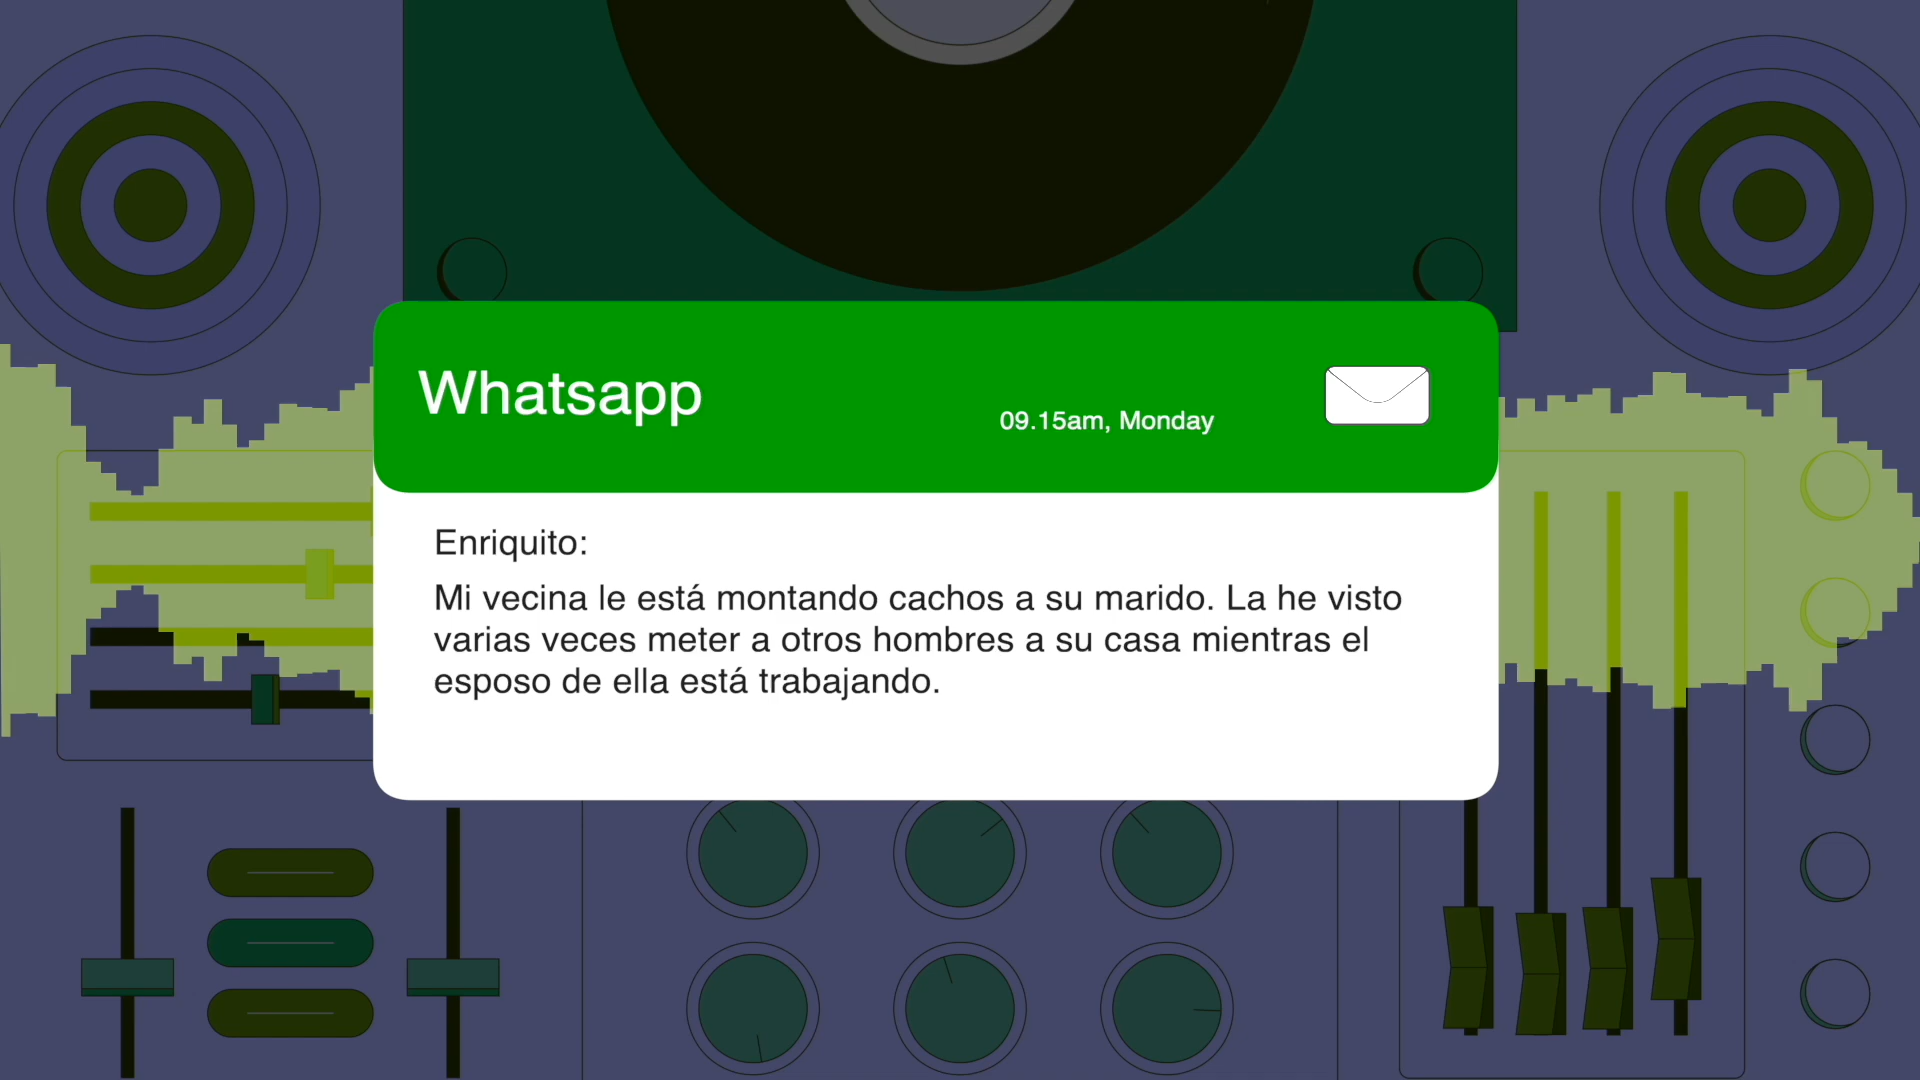 Whatsapp
09.15am, Monday
Enriquito:
Mi vecina le está montando cachos a su marido. La he visto
varias veces meter a otros hombres a su casa mientras el
esposo de ella está trabajando.